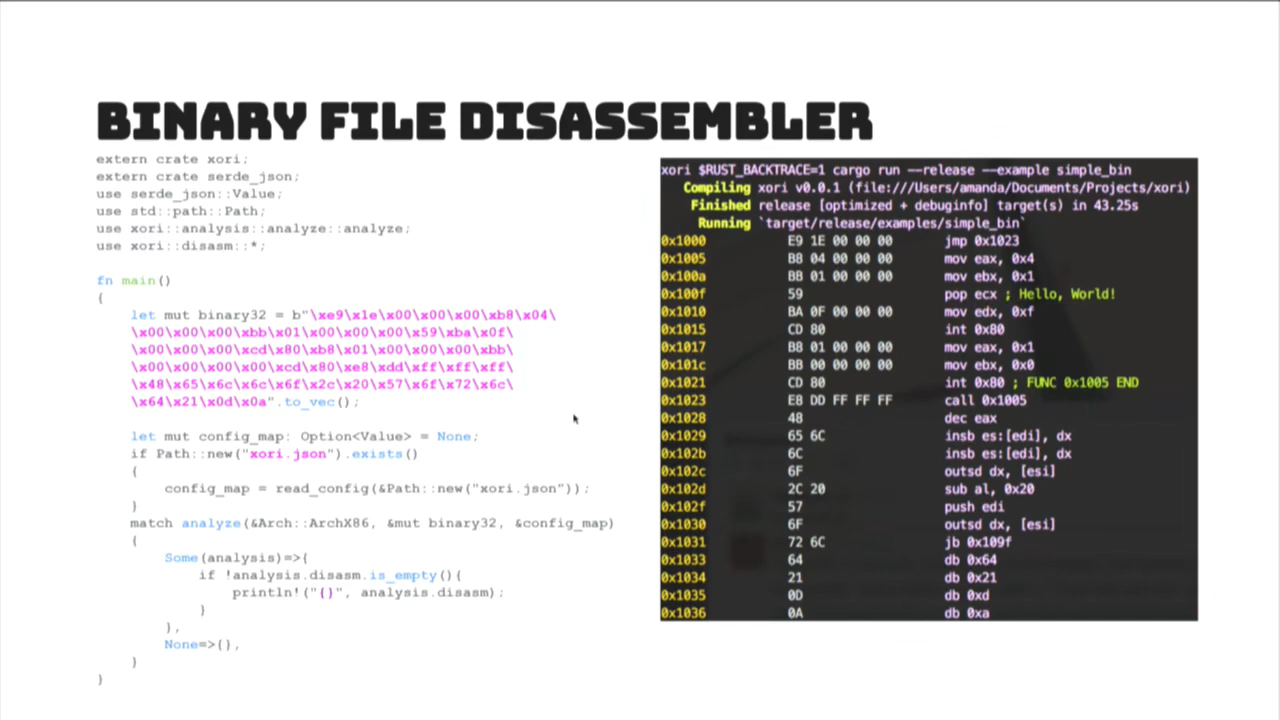 BINARY FILE DISASSEMBLER
extern crate xori;
extern crate serde_json;
use serde_json::Value;
use std::path::Path;
use xori::analysis::analyze::analyze;
use xori::disasm::*;
fn main()
{
let mut binary32 = b"\xe9\x1e\x00\x00\x00\xb8\x04\
\x00\x00\x00\xbb\x01\x00\x00\x00\x59\xba\x0f\
\x00\x00\x00\xcd\x80\xb8\x01\x00\x00\x00\xbb\
\x00\x00\x00\x00\xcd\x80\xe8\xdd\xff\xff\xff\
\x48\x65\x6c\x6c\x6f\x2c\x20\x57\x6f\x72\x6c\
\x64\x21\x0d\x0a".to_vec();
let mut config_map: Option<Value> = None;
if Path::new("xori.json").exists()
{
config_map = read_config(&Path::new("xori.json"));
}
match analyze(&Arch::ArchX86, &mut binary32, &config_map)
{
Some(analysis)=>{
if !analysis.disasm.is_empty(){
println!("{}", analysis.disasm);
}
},
None=>{},
}
}
xori $RUST_BACKTRACE=1 cargo run --release --example simple_bin
Compiling xori v0.0.1 (file:///Users/amanda/Documents/Projects/xori)
Finished release [optimized + debuginfo] target(s) in 43.25s
Running `target/release/examples/simple_bin`
0x1000 E9 1E 00 00 00 jmp 0x1023
0x1005 B8 04 00 00 00 mov eax, 0x4
0x100a BB 01 00 00 00 mov ebx, 0x1
0x100f 59 pop ecx ; Hello, World!
0x1010 BA 0F 00 00 00 mov edx, 0xf
0x1015 CD 80 int 0x80
0x1017 B8 01 00 00 00 mov eax, 0x1
0x101c BB 00 00 00 00 mov ebx, 0x0
0x1021 CD 80 int 0x80 ; FUNC 0x1005 END
0x1023 E8 DD FF FF FF call 0x1005
0x1028 48 dec eax
0x1029 65 6C insb es:[edi], dx
0x102b 6C insb es:[edi], dx
0x102c 6F outsd dx, [esi]
0x102d 2C 20 sub al, 0x20
0x102f 57 push edi
0x1030 6F outsd dx, [esi]
0x1031 72 6C jb 0x109f
0x1033 64 db 0x64
0x1034 21 db 0x21
0x1035 0D db 0xd
0x1036 0A db 0xa